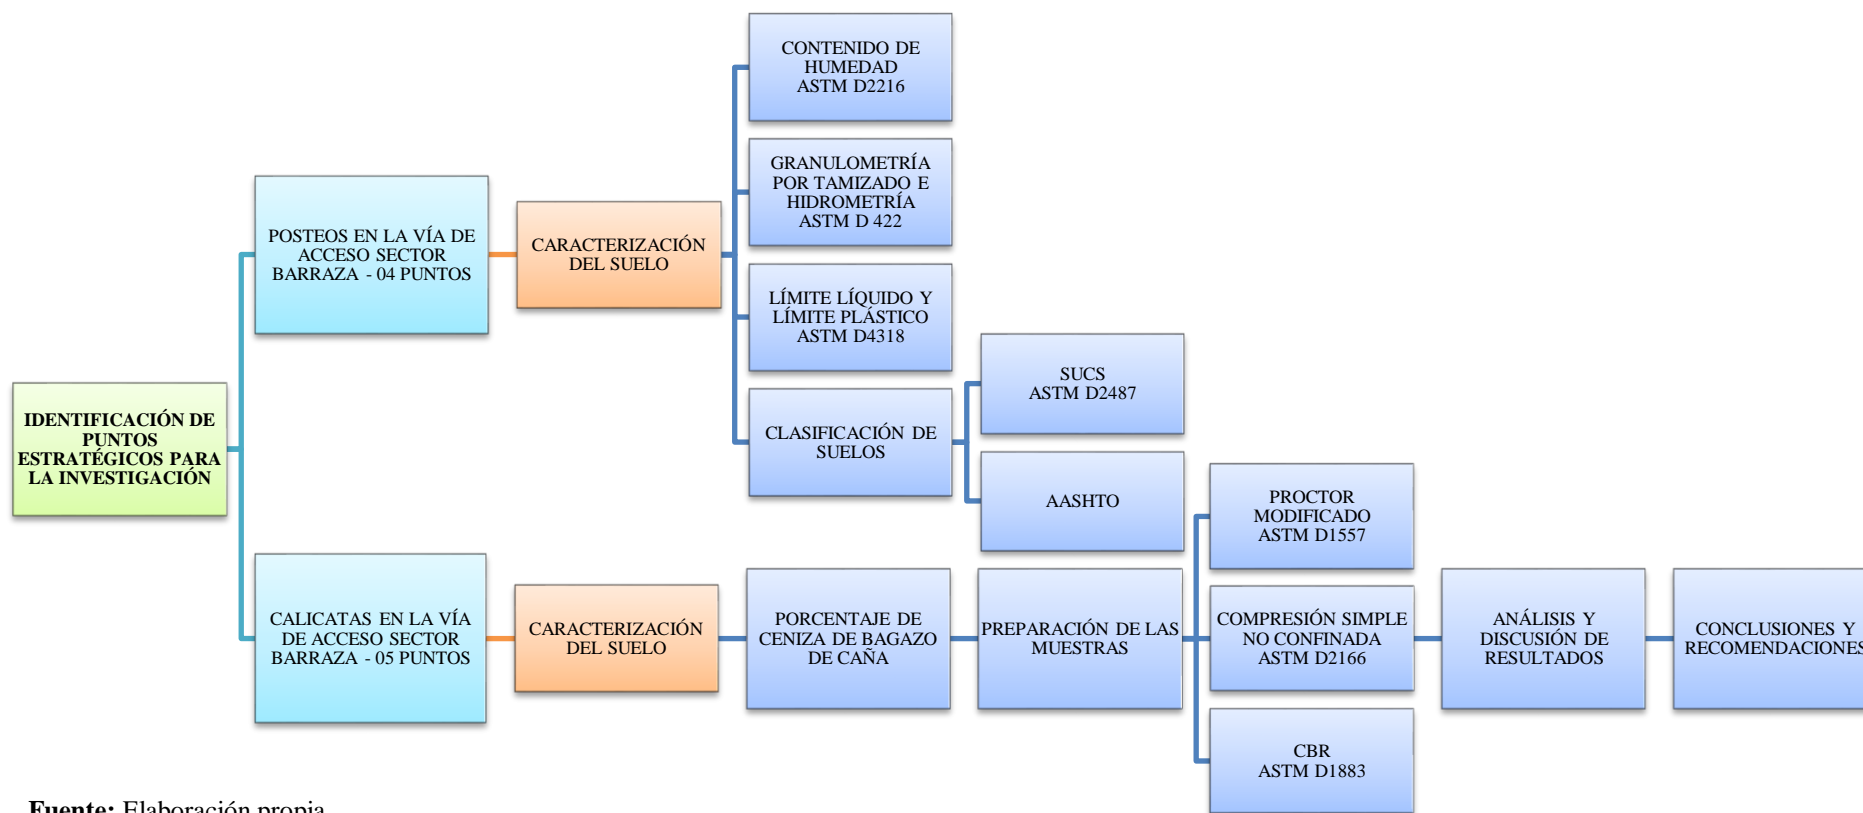 IDENTIFICACIÓN DE
PUNTOS
ESTRATÉGICOS PARA
LA INVESTIGACIÓN
POSTEOS EN LA VÍA DE
ACCESO SECTOR
BARRAZA - 04 PUNTOS
CARACTERIZACIÓN
DEL SUELO
CONTENIDO DE
HUMEDAD
ASTM D2216
GRANULOMETRÍA
POR TAMIZADO E
HIDROMETRÍA
ASTM D 422
LÍMITE LÍQUIDO Y
LÍMITE PLÁSTICO
ASTM D4318
CLASIFICACIÓN DE
SUELOS
SUCS
ASTM D2487
AASHTO
CALICATAS EN LA VÍA
DE ACCESO SECTOR
BARRAZA - 05 PUNTOS
CARACTERIZACIÓN
DEL SUELO
PORCENTAJE DE
CENIZA DE BAGAZO
DE CAÑA
PREPARACIÓN DE LAS
MUESTRAS
PROCTOR
MODIFICADO
ASTM D1557
COMPRESIÓN SIMPLE
NO CONFINADA
ASTM D2166
CBR
ASTM D1883
ANÁLISIS Y
DISCUSIÓN DE
RESULTADOS
CONCLUSIONES Y
RECOMENDACIONES
Fuente: Elaboración propia